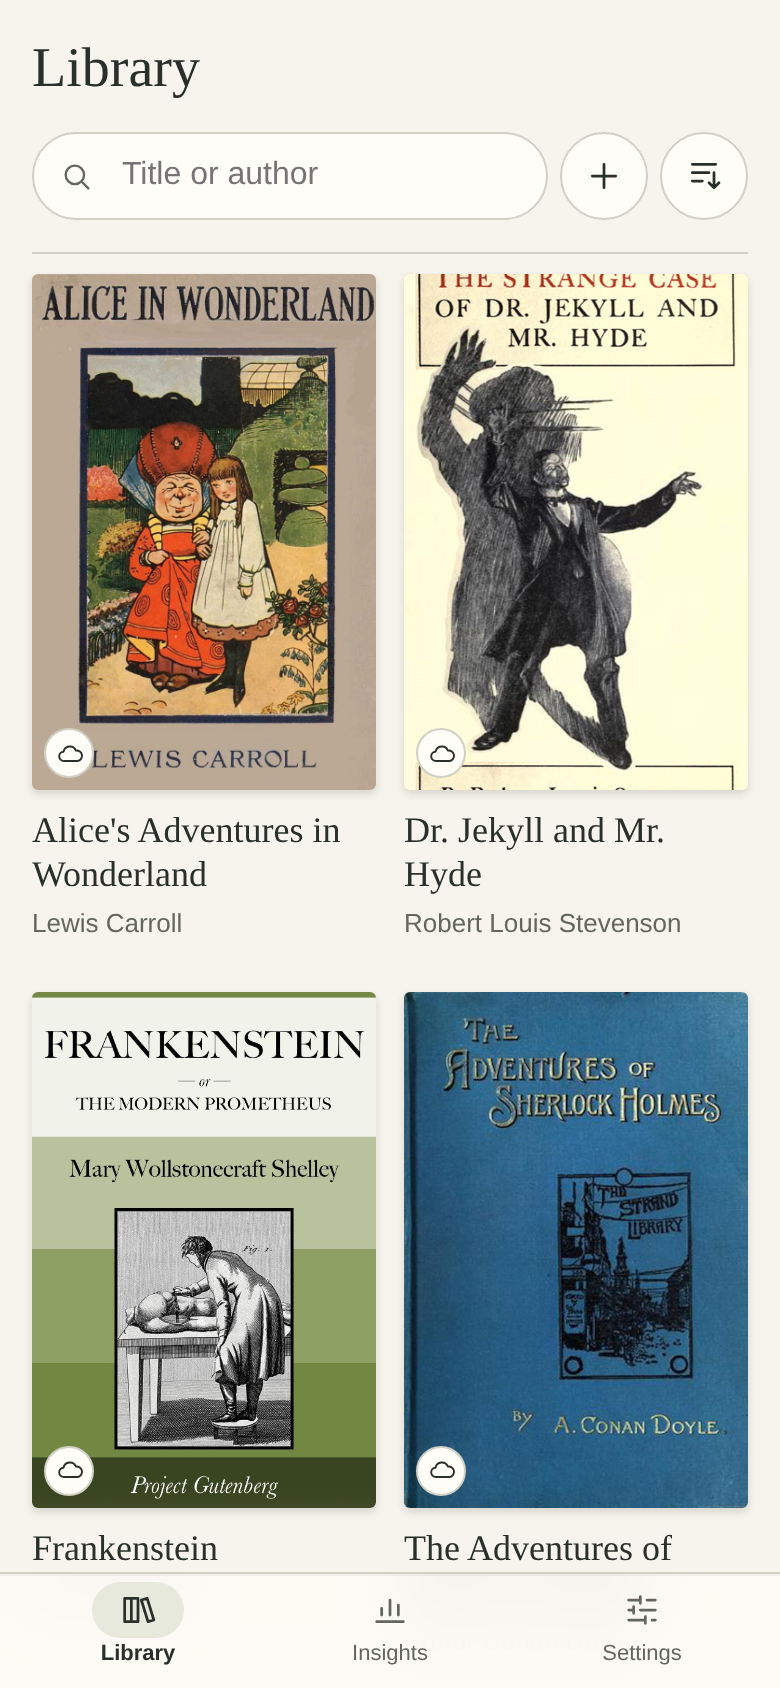 Library
Title or author
ALICE IN WONDERLAND
LEWIS CARROLL
THE STRANGE CASE
OF DR. JEKYLL AND
MR. HYDE
Alice's Adventures in
Wonderland
Lewis Carroll
Dr. Jekyll and Mr.
Hyde
Robert Louis Stevenson
FRANKENSTEIN
or
THE MODERN PROMETHEUS
Mary Wollstonecraft Shelley
Fig. 1.
Project Gutenberg
THE
ADVENTURES OF
SHERLOCK HOLMES
THE
STRAND
LIBRARY
BY A. CONAN DOYLE.
Frankenstein
The Adventures of
Library
Insights
Settings